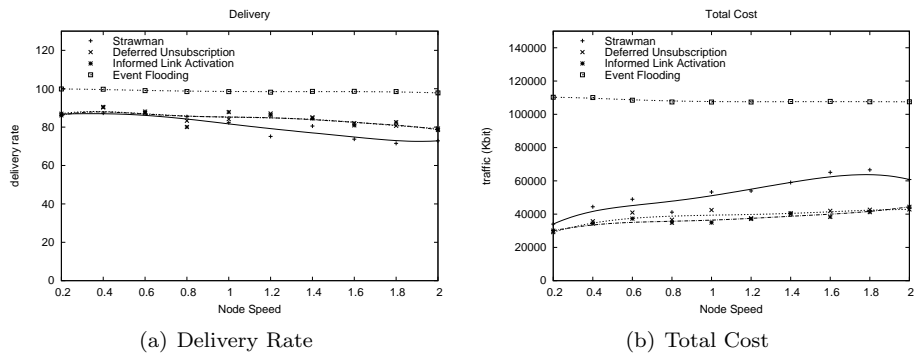 Delivery
Strawman
Deferred Unsubscription
Informed Link Activation
Event Flooding
delivery rate
120
100
80
60
40
20
0
0.2 0.4 0.6 0.8 1 1.2 1.4 1.6 1.8 2
Node Speed
(a) Delivery Rate
Total Cost
Strawman
Deferred Unsubscription
Informed Link Activation
Event Flooding
traffic (Kbit)
140000
120000
100000
80000
60000
40000
20000
0
0.2 0.4 0.6 0.8 1 1.2 1.4 1.6 1.8 2
Node Speed
(b) Total Cost